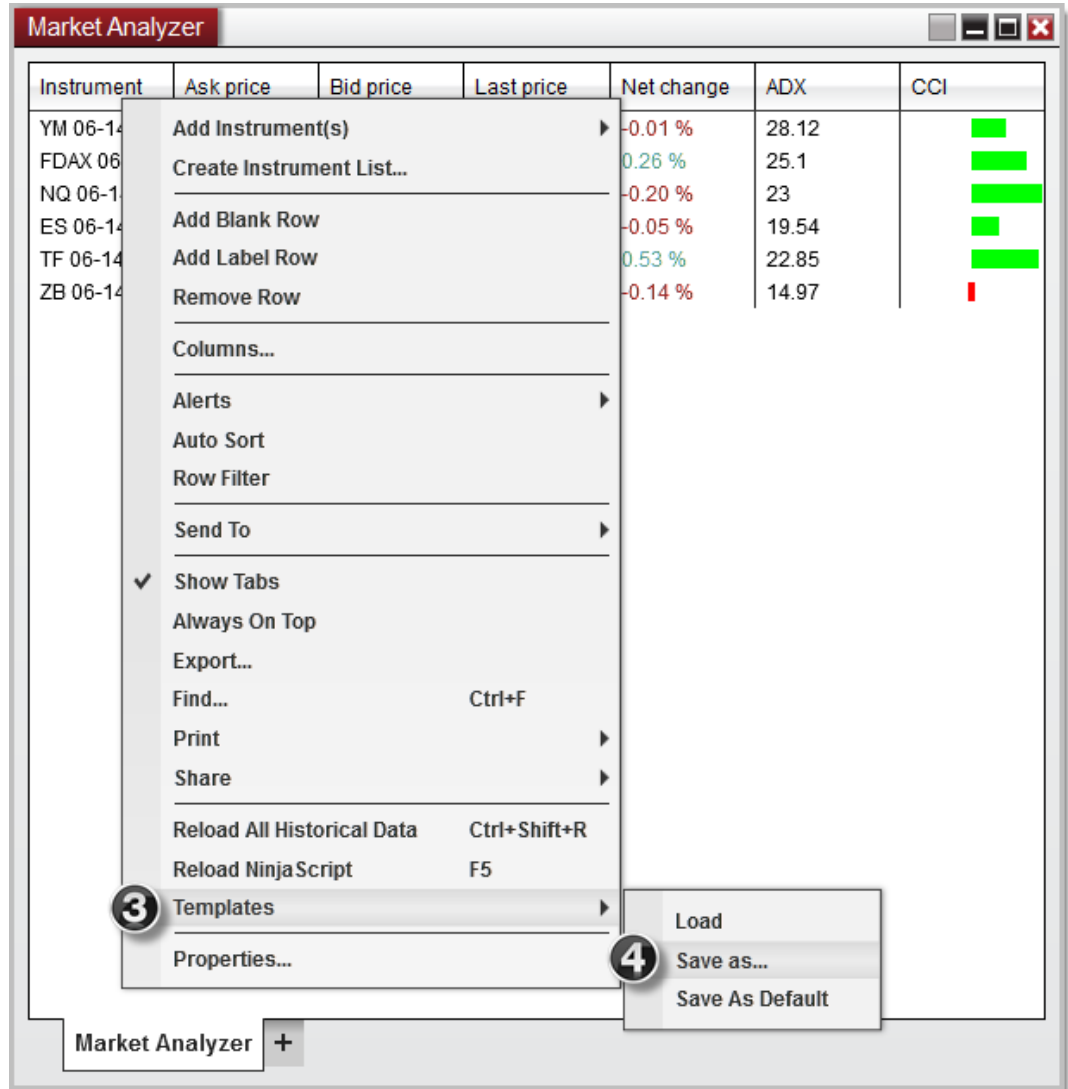 Market Analyzer
Instrument Ask price Bid price Last price Net change ADX CCI
YM 06-14 -0.01 % 28.12
FDAX 06 0.26 % 25.1
NQ 06-1 -0.20 % 23
ES 06-14 -0.05 % 19.54
TF 06-14 0.53 % 22.85
ZB 06-14 -0.14 % 14.97
Add Instrument(s)
Create Instrument List...
Add Blank Row
Add Label Row
Remove Row
Columns...
Alerts
Auto Sort
Row Filter
Send To
Show Tabs
Always On Top
Export...
Find... Ctrl+F
Print
Share
Reload All Historical Data Ctrl+Shift+R
Reload NinjaScript F5
3 Templates
Properties...
Load
4 Save as...
Save As Default
Market Analyzer +